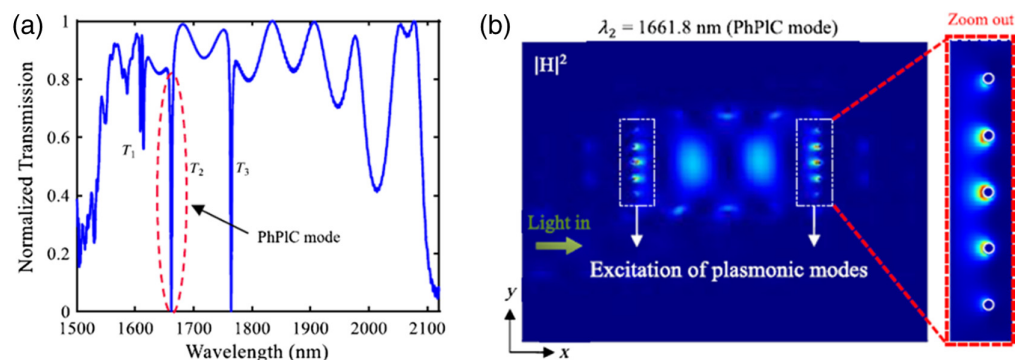 (a)
Normalized Transmission
1
0.8
0.6
0.4
0.2
0
T1
T2
T3
PhPlC mode
1500 1600 1700 1800 1900 2000 2100
Wavelength (nm)
(b)
λ2 = 1661.8 nm (PhPlC mode)
|H|²
Light in
Excitation of plasmonic modes
y
x
Zoom out